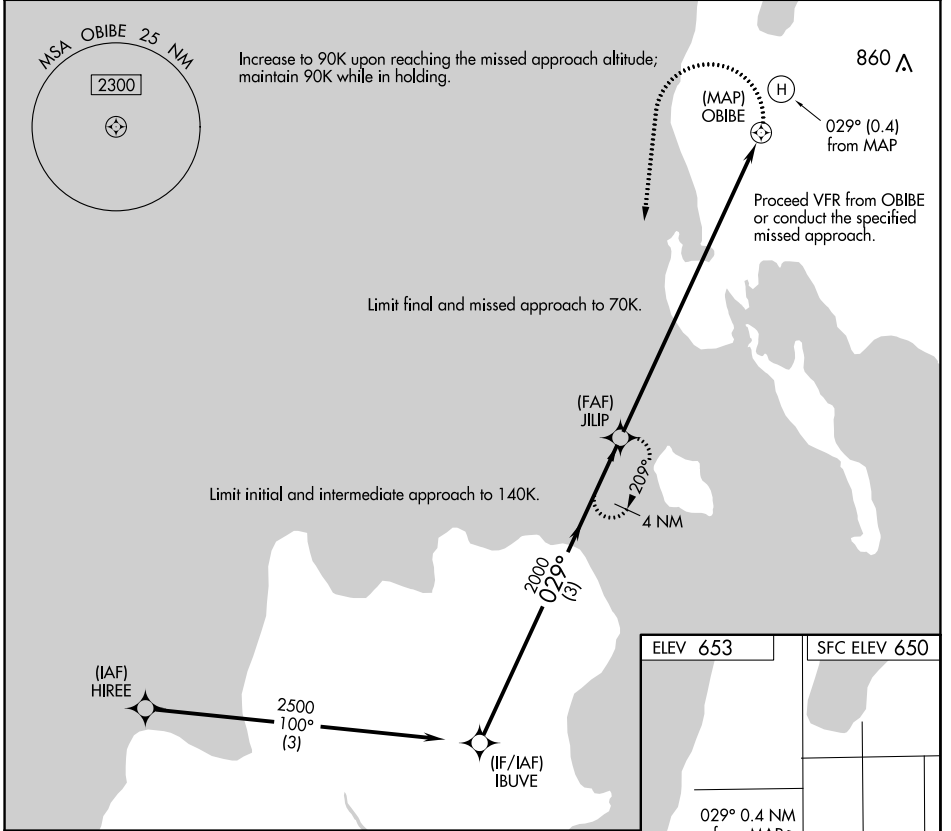 MSA OBIBE 25 NM
2300
Increase to 90K upon reaching the missed approach altitude;
maintain 90K while in holding.
860
(MAP)
OBIBE
H
029° (0.4)
from MAP
Proceed VFR from OBIBE
or conduct the specified
missed approach.
Limit final and missed approach to 70K.
(FAF)
JILIP
209°
4 NM
Limit initial and intermediate approach to 140K.
2000
029°
(3)
(IAF)
HIREE
2500
100°
(3)
(IF/IAF)
IBUVE
ELEV 653
SFC ELEV 650
029° 0.4 NM